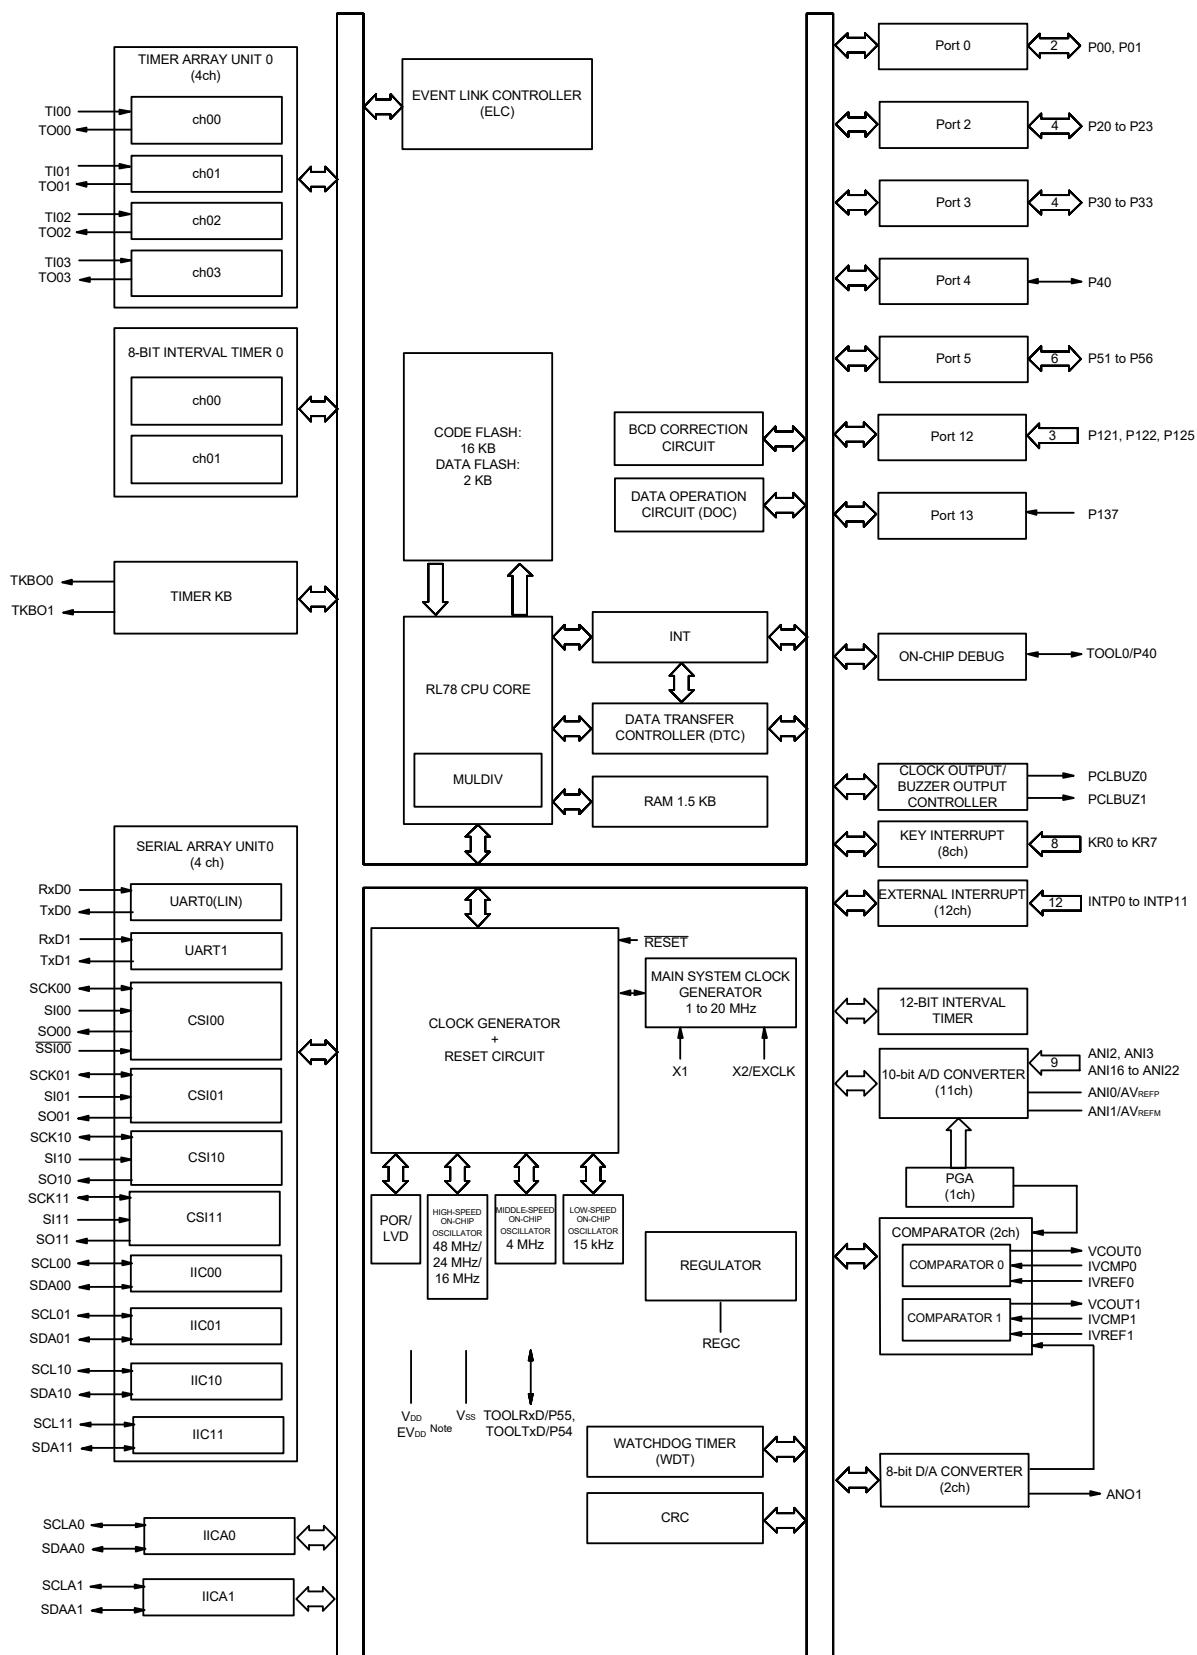 TIMER ARRAY UNIT 0
(4ch)
TI00
TO00
ch00
TI01
TO01
ch01
TI02
TO02
ch02
TI03
TO03
ch03
8-BIT INTERVAL TIMER 0
ch00
ch01
TKBO0
TKBO1
TIMER KB
SERIAL ARRAY UNIT0
(4 ch)
RxD0
TxD0
UART0(LIN)
RxD1
TxD1
UART1
SCK00
SI00
SO00
SSI00
CSI00
SCK01
SI01
SO01
CSI01
SCK10
SI10
SO10
CSI10
SCK11
SI11
SO11
CSI11
SCL00
SDA00
IIC00
SCL01
SDA01
IIC01
SCL10
SDA10
IIC10
SCL11
SDA11
IIC11
SCLA0
SDAA0
IICA0
SCLA1
SDAA1
IICA1
EVENT LINK CONTROLLER
(ELC)
CODE FLASH:
16 KB
DATA FLASH:
2 KB
BCD CORRECTION
CIRCUIT
DATA OPERATION
CIRCUIT (DOC)
RL78 CPU CORE
MULDIV
INT
DATA TRANSFER
CONTROLLER (DTC)
RAM 1.5 KB
CLOCK GENERATOR
+
RESET CIRCUIT
RESET
MAIN SYSTEM CLOCK
GENERATOR
1 to 20 MHz
X1
X2/EXCLK
POR/
LVD
HIGH-SPEED
ON-CHIP
OSCILLATOR
48 MHz/
24 MHz/
16 MHz
MIDDLE-SPEED
ON-CHIP
OSCILLATOR
4 MHz
LOW-SPEED
ON-CHIP
OSCILLATOR
15 kHz
REGULATOR
REGC
VDD
EVDD Note
VSS
TOOLRxD/P55,
TOOLTxD/P54
WATCHDOG TIMER
(WDT)
CRC
Port 0
2
P00, P01
Port 2
4
P20 to P23
Port 3
4
P30 to P33
Port 4
P40
Port 5
6
P51 to P56
Port 12
3
P121, P122, P125
Port 13
P137
ON-CHIP DEBUG
TOOL0/P40
CLOCK OUTPUT/
BUZZER OUTPUT
CONTROLLER
PCLBUZ0
PCLBUZ1
KEY INTERRUPT
(8ch)
8
KR0 to KR7
EXTERNAL INTERRUPT
(12ch)
12
INTP0 to INTP11
12-BIT INTERVAL
TIMER
10-bit A/D CONVERTER
(11ch)
9
ANI2, ANI3
ANI16 to ANI22
ANI0/AVREFP
ANI1/AVREFM
PGA
(1ch)
COMPARATOR (2ch)
COMPARATOR 0
VCOUT0
IVCMP0
IVREF0
COMPARATOR 1
VCOUT1
IVCMP1
IVREF1
8-bit D/A CONVERTER
(2ch)
ANO1